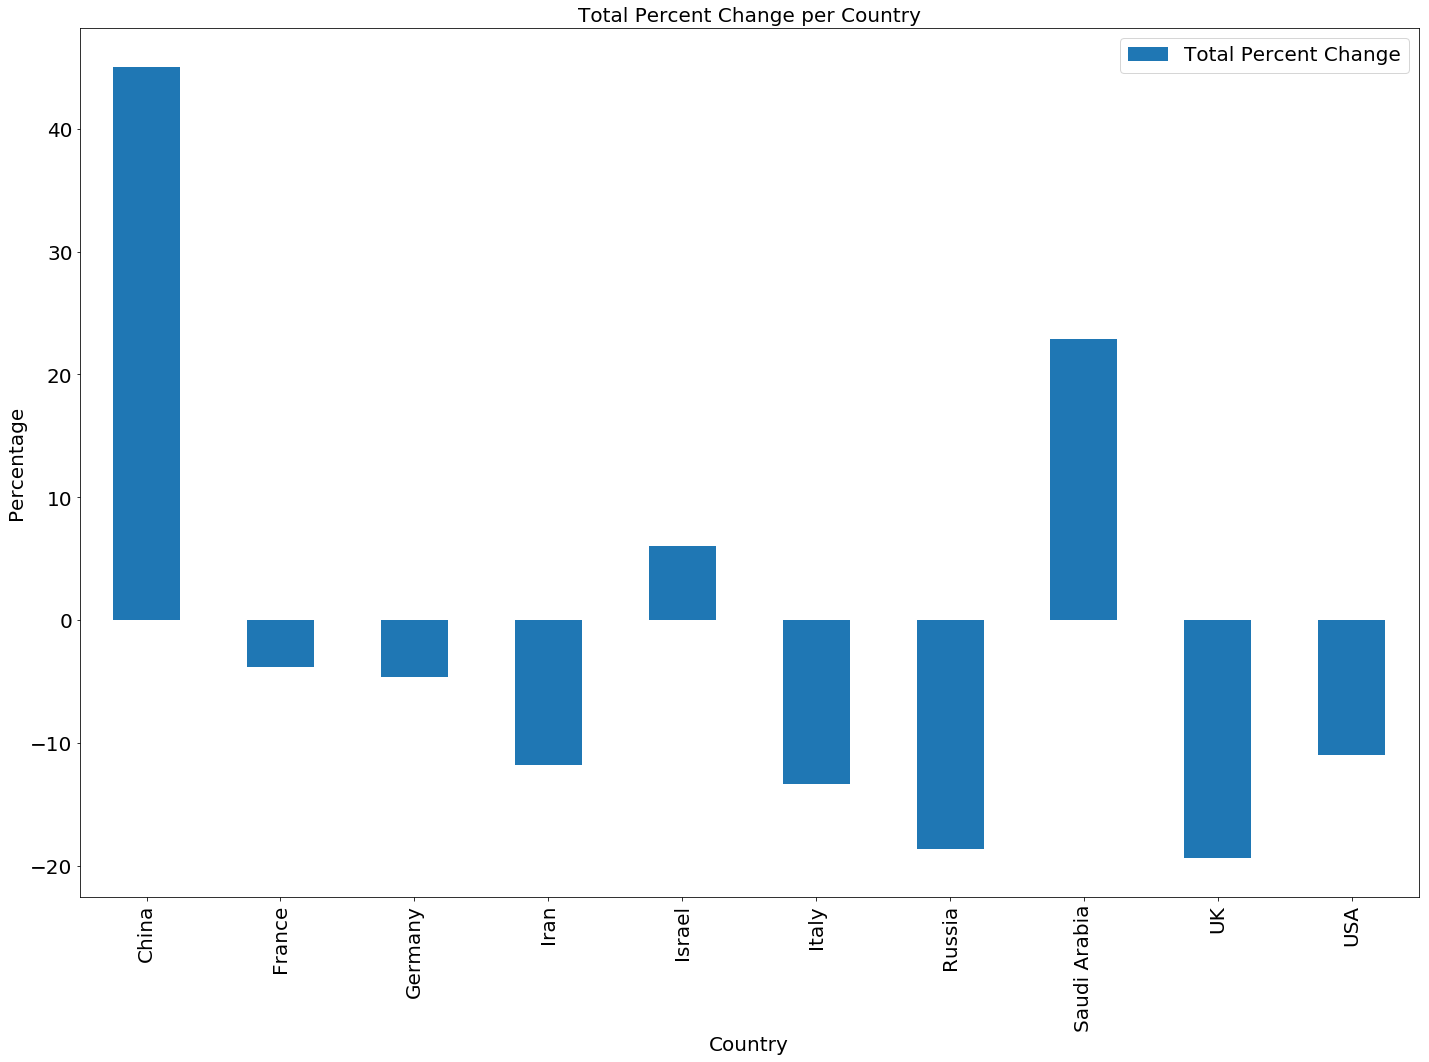 Total Percent Change per Country
Total Percent Change
Percentage
40
30
20
10
0
−10
−20
China
France
Germany
Iran
Israel
Italy
Russia
Saudi Arabia
UK
USA
Country